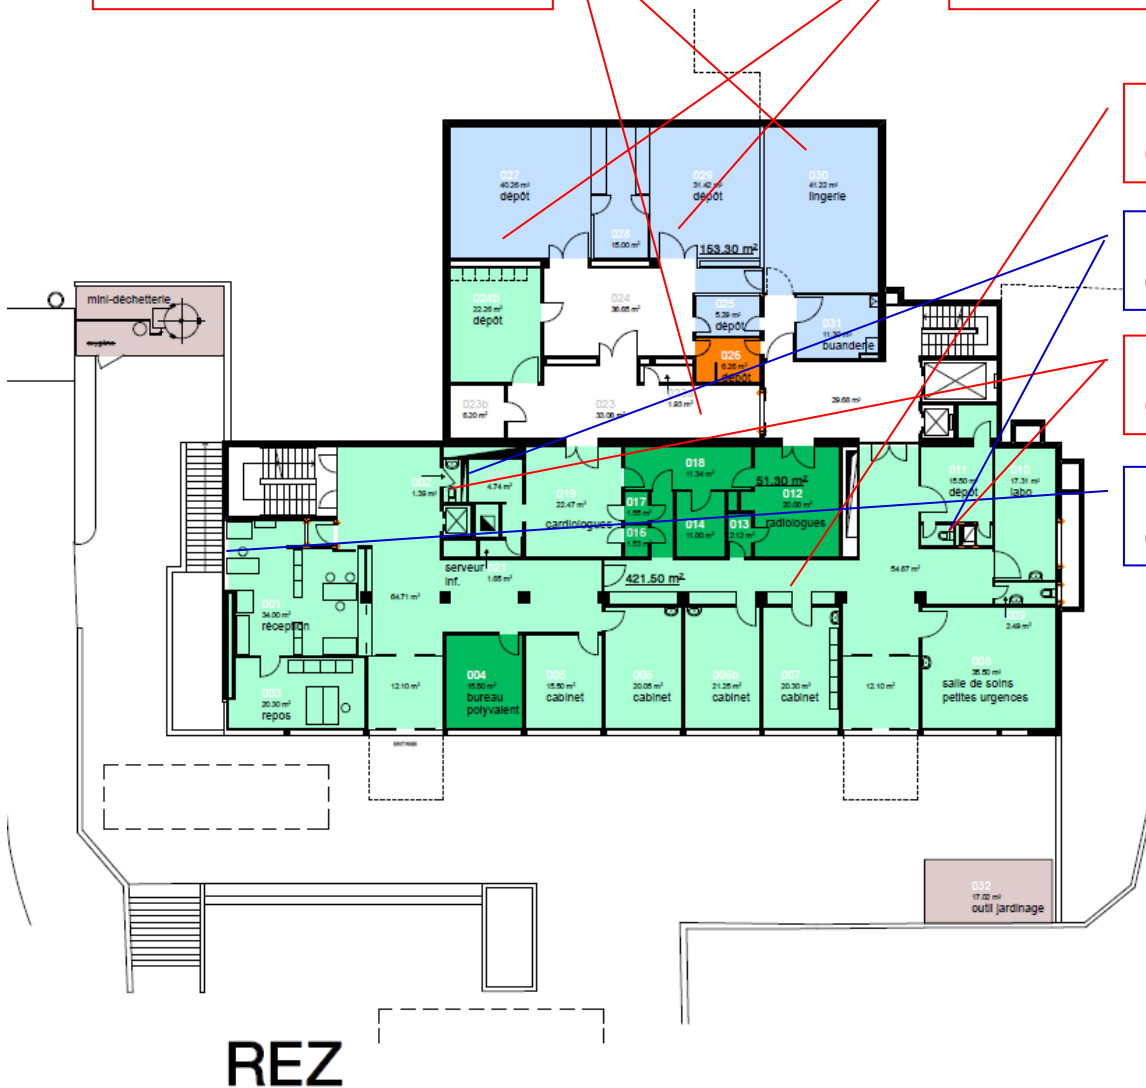 027
40.26 m²
dépôt
029
31.42 m²
dépôt
030
41.22 m²
lingerie
028
15.00 m²
153.30 m²
mini-déchetterie
oxygène
024b
22.26 m²
dépôt
024
36.65 m²
025
5.29 m²
dépôt
031
buanderie
026
6.26 m²
dépôt
023b
6.20 m²
023
33.06 m²
1.93 m²
29.68 m²
002
1.39 m²
4.74 m²
019
22.47 m²
cardiologues
018
11.34 m²
51.30 m²
012
20.00 m²
radiologues
017
1.55 m²
016
1.53 m²
014
11.00 m²
013
2.12 m²
011
15.50 m²
dépôt
010
17.31 m²
labo
serveur
inf.
021
1.65 m²
421.50 m²
54.67 m²
64.71 m²
001
34.00 m²
réception
2.49 m²
003
20.30 m²
repos
12.10 m²
004
15.50 m²
bureau
polyvalent
005
15.50 m²
cabinet
006
20.05 m²
cabinet
006b
21.25 m²
cabinet
007
20.30 m²
cabinet
12.10 m²
008
35.50 m²
salle de soins
petites urgences
ENTREE
032
17.02 m²
outil jardinage
REZ